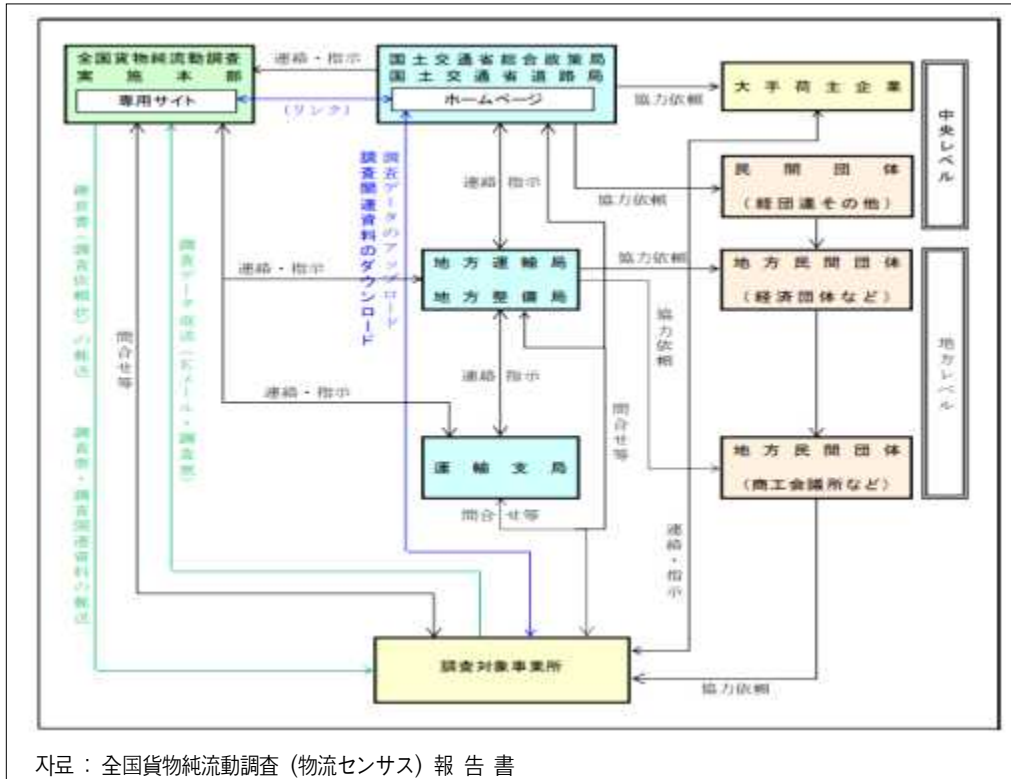 全国貨物純流動調査
実施本部
専用サイト
連絡・指示
(リンク)
国土交通省総合政策局
国土交通省道路局
ホームページ
協力依頼
大手荷主企業
中央レベル
民間団体
(経団連その他)
協力依頼
連絡 指示
調査データのアップロード
調査関連資料のダウンロード
連絡・指示
地方運輸局
地方整備局
協力依頼
地方民間団体
(経済団体など)
地方レベル
協力依頼
調査書(調査依頼状)の郵送
調査データ返送(Eメール・調査票)
問合せ等
連絡・指示
連絡 指示
問合せ等
運輸支局
地方民間団体
(商工会議所など)
問合せ等
調査票・調査関連資料の郵送
連絡・指示
調査対象事業所
協力依頼
자료 : 全国貨物純流動調査 (物流センサス) 報 告 書